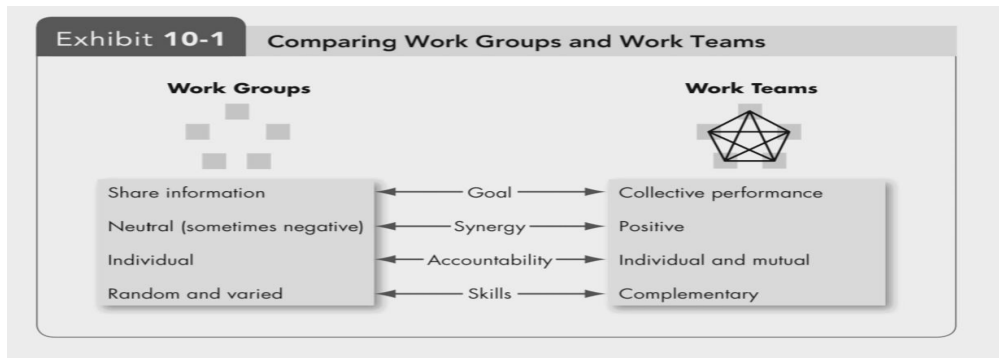 Exhibit 10-1 Comparing Work Groups and Work Teams
Work Groups Work Teams
Share information Goal Collective performance
Neutral (sometimes negative) Synergy Positive
Individual Accountability Individual and mutual
Random and varied Skills Complementary